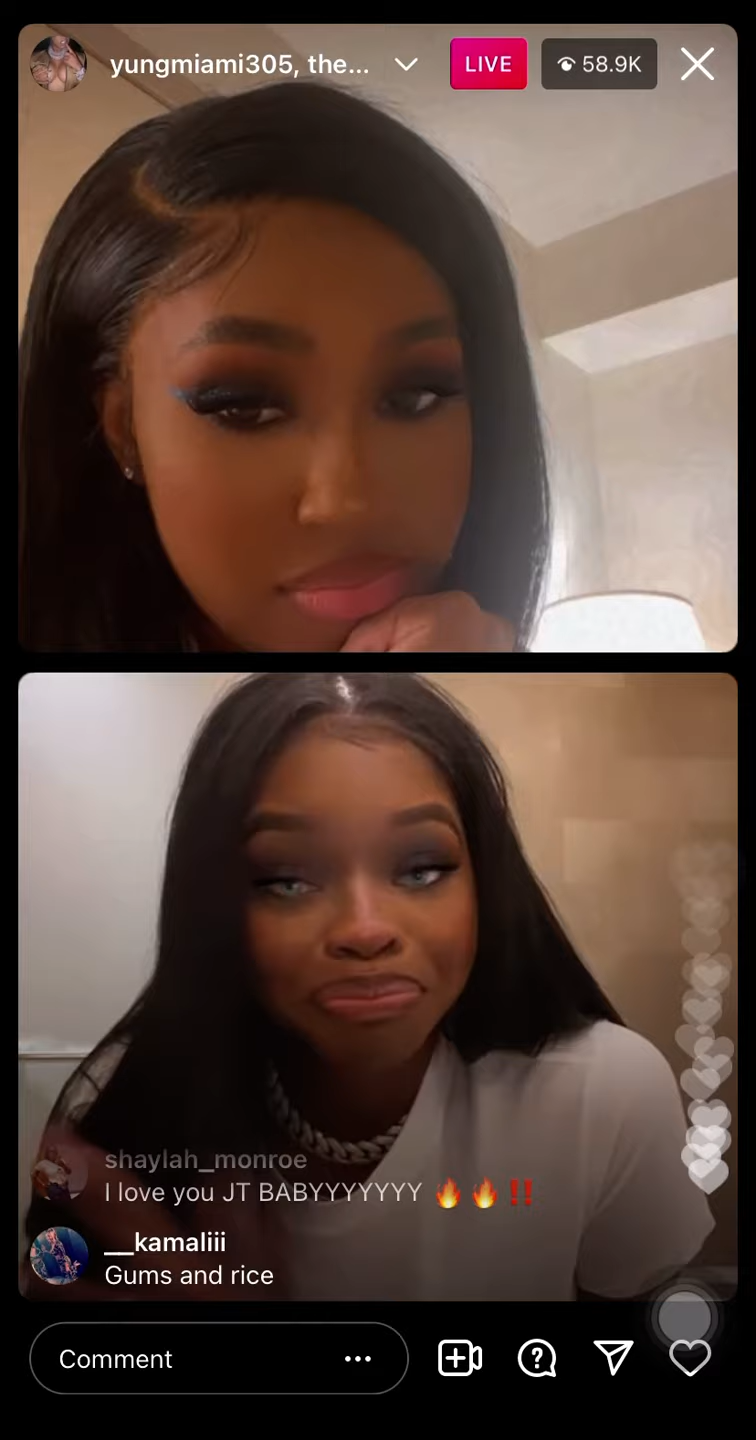 yungmiami305, the...
LIVE
58.9K
shaylah_monroe
I love you JT BABYYYYYYY 🔥🔥‼️
__kamaliii
Gums and rice
Comment